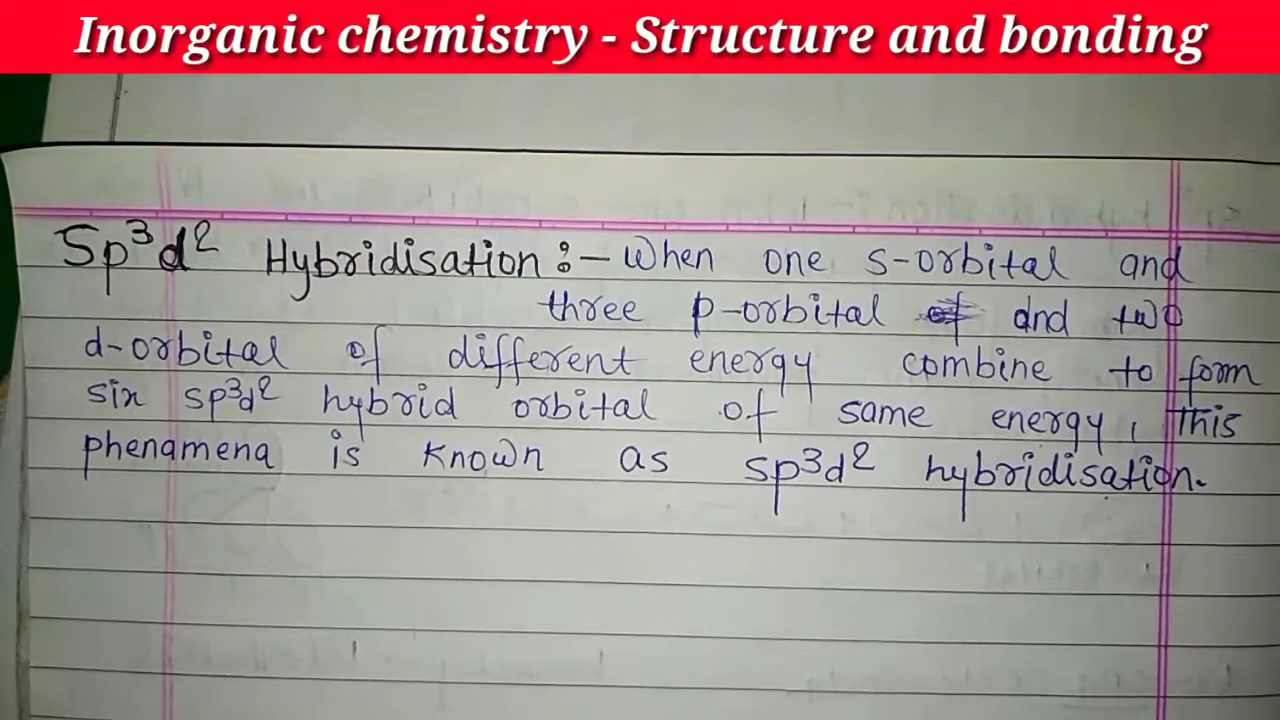 Inorganic chemistry - Structure and bonding
Sp³d² Hybridisation :- When one s-orbital and
three p-orbital of and two
d-orbital of different energy combine to form
six sp³d² hybrid orbital of same energy, This
phenamena is known as sp³d² hybridisation.